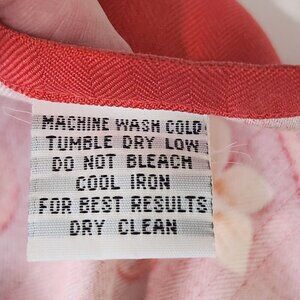 MACHINE WASH COLD
TUMBLE DRY LOW
DO NOT BLEACH
COOL IRON
FOR BEST RESULTS
DRY CLEAN